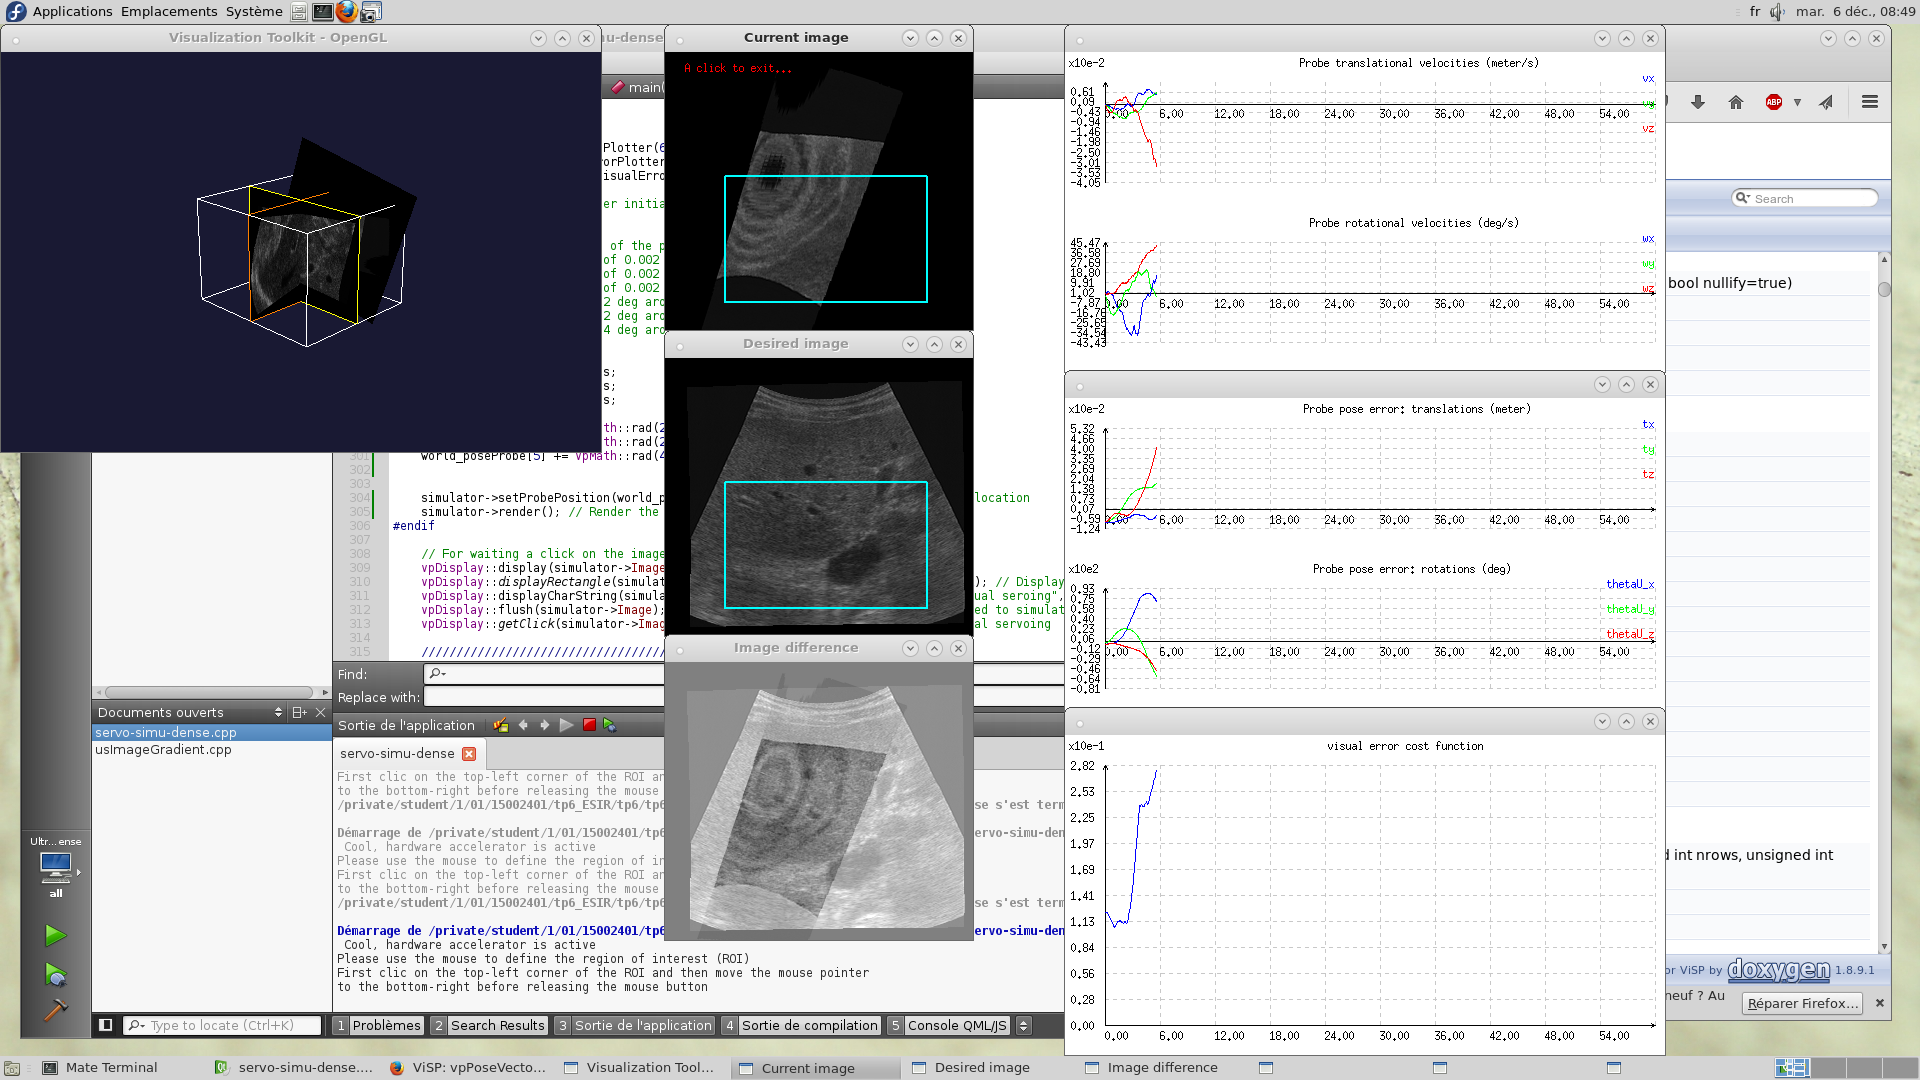 Applications Emplacements Système
fr mar. 6 déc., 08:49
Visualization Toolkit - OpenGL
nu-dense
main(
Plotter(6
orPlotter
isualErro
er initia
of the p
of 0.002
of 0.002
of 0.002
2 deg aro
2 deg aro
4 deg aro
s;
s;
s;
th::rad(2
th::rad(2
301 world_poseProbe[5] += vpMath::rad(4
302
303
304 simulator->setProbePosition(world_p location
305 simulator->render(); // Render the
306 #endif
307
308 // For waiting a click on the image
309 vpDisplay::display(simulator->Image
310 vpDisplay::displayRectangle(simulat ); // Display
311 vpDisplay::displayCharString(simula ual seroing",
312 vpDisplay::flush(simulator->Image); ed to simulat
313 vpDisplay::getClick(simulator->Imag al servoing
314
315 //////////////////////////////////
Find:
Replace with:
Documents ouverts
servo-simu-dense.cpp
usImageGradient.cpp
Sortie de l'application
servo-simu-dense
First clic on the top-left corner of the ROI an
to the bottom-right before releasing the mouse
/private/student/1/01/15002401/tp6_ESIR/tp6/tp6 se s'est term
Démarrage de /private/student/1/01/15002401/tp6 servo-simu-den
Cool, hardware accelerator is active
Please use the mouse to define the region of in
First clic on the top-left corner of the ROI an
to the bottom-right before releasing the mouse
/private/student/1/01/15002401/tp6_ESIR/tp6/tp6 se s'est term
Démarrage de /private/student/1/01/15002401/tp6 ervo-simu-den
Cool, hardware accelerator is active
Please use the mouse to define the region of interest (ROI)
First clic on the top-left corner of the ROI and then move the mouse pointer
to the bottom-right before releasing the mouse button
Ultr...ense
all
Type to locate (Ctrl+K)
1 Problèmes 2 Search Results 3 Sortie de l'application 4 Sortie de compilation 5 Console QML/JS
Current image
A click to exit...
Desired image
Image difference
x10e-2 Probe translational velocities (meter/s)
vx
vz
0.61
0.09
-0.43
-0.94
-1.46
-1.98
-2.50
-3.01
-3.53
-4.05
0.00 6.00 12.00 18.00 24.00 30.00 36.00 42.00 48.00 54.00
Probe rotational velocities (deg/s)
wx
wy
wz
45.47
36.58
27.69
18.80
9.91
1.02
-7.87
-16.76
-25.65
-34.54
-43.43
0.00 6.00 12.00 18.00 24.00 30.00 36.00 42.00 48.00 54.00
x10e-2 Probe pose error: translations (meter)
tx
ty
tz
5.32
4.66
4.00
3.35
2.69
2.04
1.38
0.73
0.07
-0.59
-1.24
0.00 6.00 12.00 18.00 24.00 30.00 36.00 42.00 48.00 54.00
x10e2 Probe pose error: rotations (deg)
thetaU_x
thetaU_y
thetaU_z
0.93
0.75
0.58
0.40
0.23
0.06
-0.12
-0.29
-0.46
-0.64
-0.81
0.00 6.00 12.00 18.00 24.00 30.00 36.00 42.00 48.00 54.00
x10e-1 visual error cost function
2.82
2.53
2.25
1.97
1.69
1.41
1.13
0.84
0.56
0.28
0.00
0.00 6.00 12.00 18.00 24.00 30.00 36.00 42.00 48.00 54.00
ABP
Search
bool nullify=true)
d int nrows, unsigned int
or ViSP by doxygen 1.8.9.1
neuf ? Au Réparer Firefox...
Mate Terminal servo-simu-dense.... ViSP: vpPoseVecto... Visualization Tool... Current image Desired image Image difference